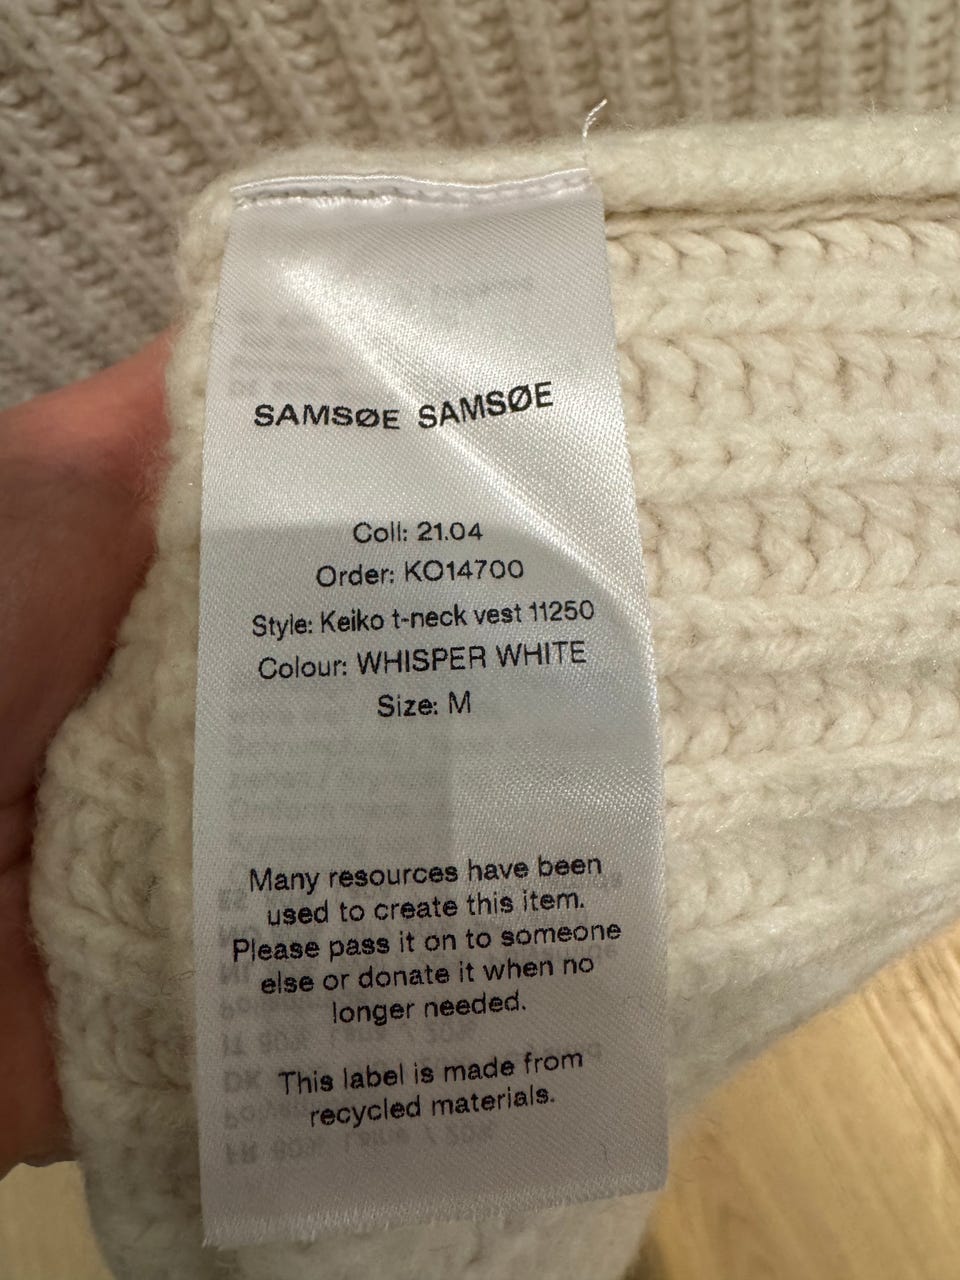 SAMSØE SAMSØE
Coll: 21.04
Order: KO14700
Style: Keiko t-neck vest 11250
Colour: WHISPER WHITE
Size: M
Many resources have been
used to create this item.
Please pass it on to someone
else or donate it when no
longer needed.
This label is made from
recycled materials.